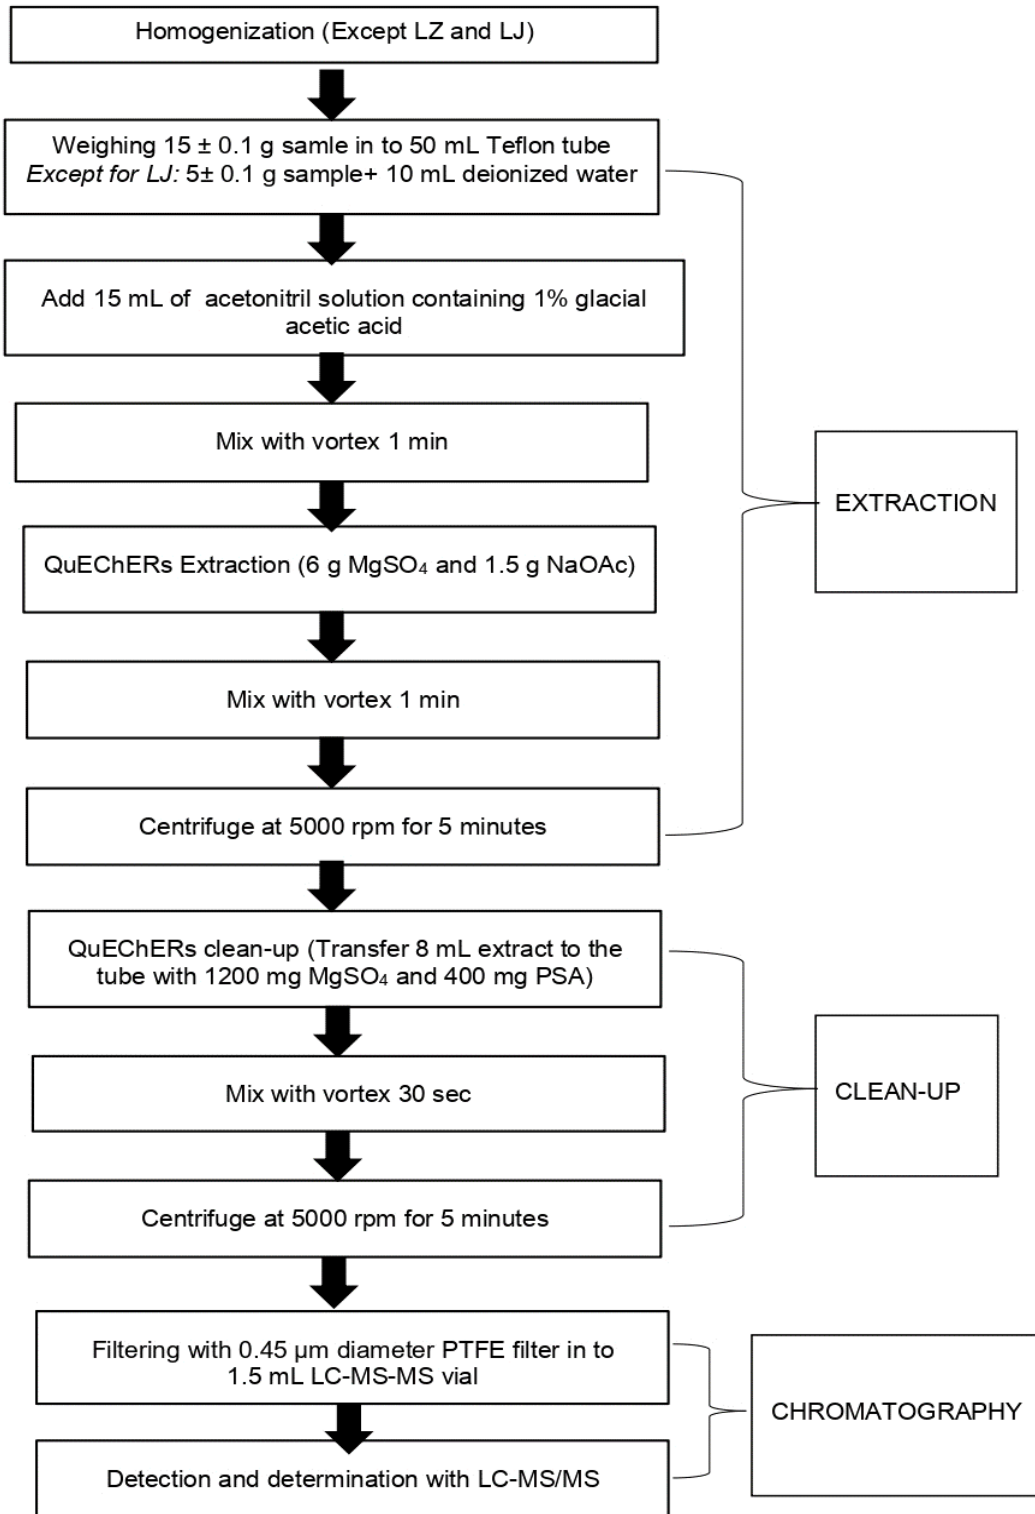 Homogenization (Except LZ and LJ)
Weighing 15 ± 0.1 g samle in to 50 mL Teflon tube
Except for LJ: 5± 0.1 g sample+ 10 mL deionized water
Add 15 mL of acetonitril solution containing 1% glacial
acetic acid
Mix with vortex 1 min
EXTRACTION
QuEChERs Extraction (6 g MgSO₄ and 1.5 g NaOAc)
Mix with vortex 1 min
Centrifuge at 5000 rpm for 5 minutes
QuEChERs clean-up (Transfer 8 mL extract to the
tube with 1200 mg MgSO₄ and 400 mg PSA)
Mix with vortex 30 sec
CLEAN-UP
Centrifuge at 5000 rpm for 5 minutes
Filtering with 0.45 µm diameter PTFE filter in to
1.5 mL LC-MS-MS vial
CHROMATOGRAPHY
Detection and determination with LC-MS/MS